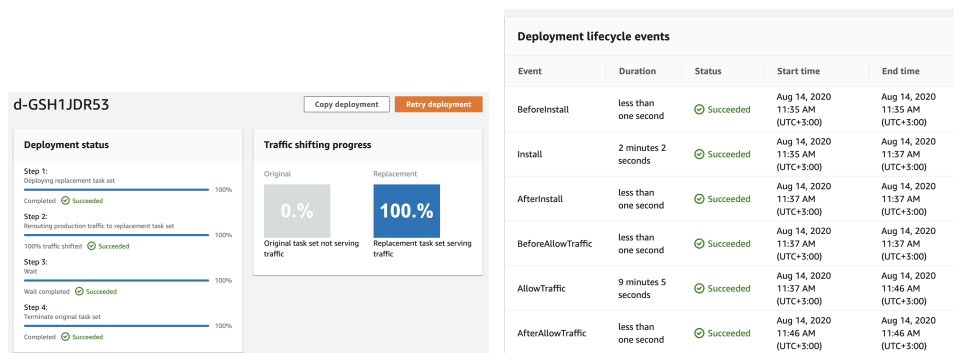 d-GSH1JDR53
Copy deployment
Retry deployment
Deployment status
Step 1:
Deploying replacement task set
100%
Completed Succeeded
Step 2:
Rerouting production traffic to replacement task set
100%
100% traffic shifted Succeeded
Step 3:
Wait
100%
Wait completed Succeeded
Step 4:
Terminate original task set
100%
Completed Succeeded
Traffic shifting progress
Original Replacement
0.% 100.%
Original task set not serving Replacement task set serving
traffic traffic
Deployment lifecycle events
Event Duration Status Start time End time
BeforeInstall less than one second Succeeded Aug 14, 2020 11:35 AM (UTC+3:00) Aug 14, 2020 11:35 AM (UTC+3:00)
Install 2 minutes 2 seconds Succeeded Aug 14, 2020 11:35 AM (UTC+3:00) Aug 14, 2020 11:37 AM (UTC+3:00)
AfterInstall less than one second Succeeded Aug 14, 2020 11:37 AM (UTC+3:00) Aug 14, 2020 11:37 AM (UTC+3:00)
BeforeAllowTraffic less than one second Succeeded Aug 14, 2020 11:37 AM (UTC+3:00) Aug 14, 2020 11:37 AM (UTC+3:00)
AllowTraffic 9 minutes 5 seconds Succeeded Aug 14, 2020 11:37 AM (UTC+3:00) Aug 14, 2020 11:46 AM (UTC+3:00)
AfterAllowTraffic less than one second Succeeded Aug 14, 2020 11:46 AM (UTC+3:00) Aug 14, 2020 11:46 AM (UTC+3:00)